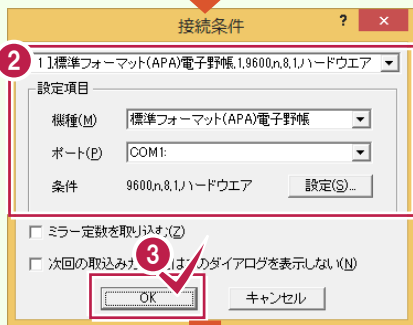 接続条件
? ×
2
1],標準フォーマット(APA)電子野帳,1,9600,n,8,1,ハードウエア
設定項目
機種(M) 標準フォーマット(APA)電子野帳
ポート(P) COM1:
条件 9600,n,8,1,ハードウエア 設定(S)...
ミラー定数を取り込む(Z)
3
次回の取込み はこのダイアログを表示しない(N)
OK キャンセル